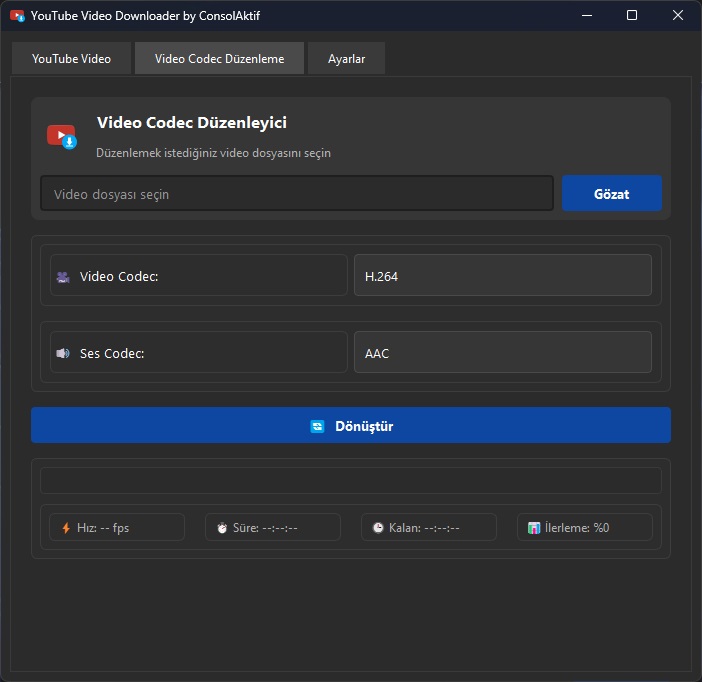 YouTube Video Downloader by ConsolAktif
YouTube Video
Video Codec Düzenleme
Ayarlar
Video Codec Düzenleyici
Düzenlemek istediğiniz video dosyasını seçin
Video dosyası seçin
Gözat
Video Codec:
H.264
Ses Codec:
AAC
Dönüştür
Hız: -- fps
Süre: --:--:--
Kalan: --:--:--
İlerleme: %0